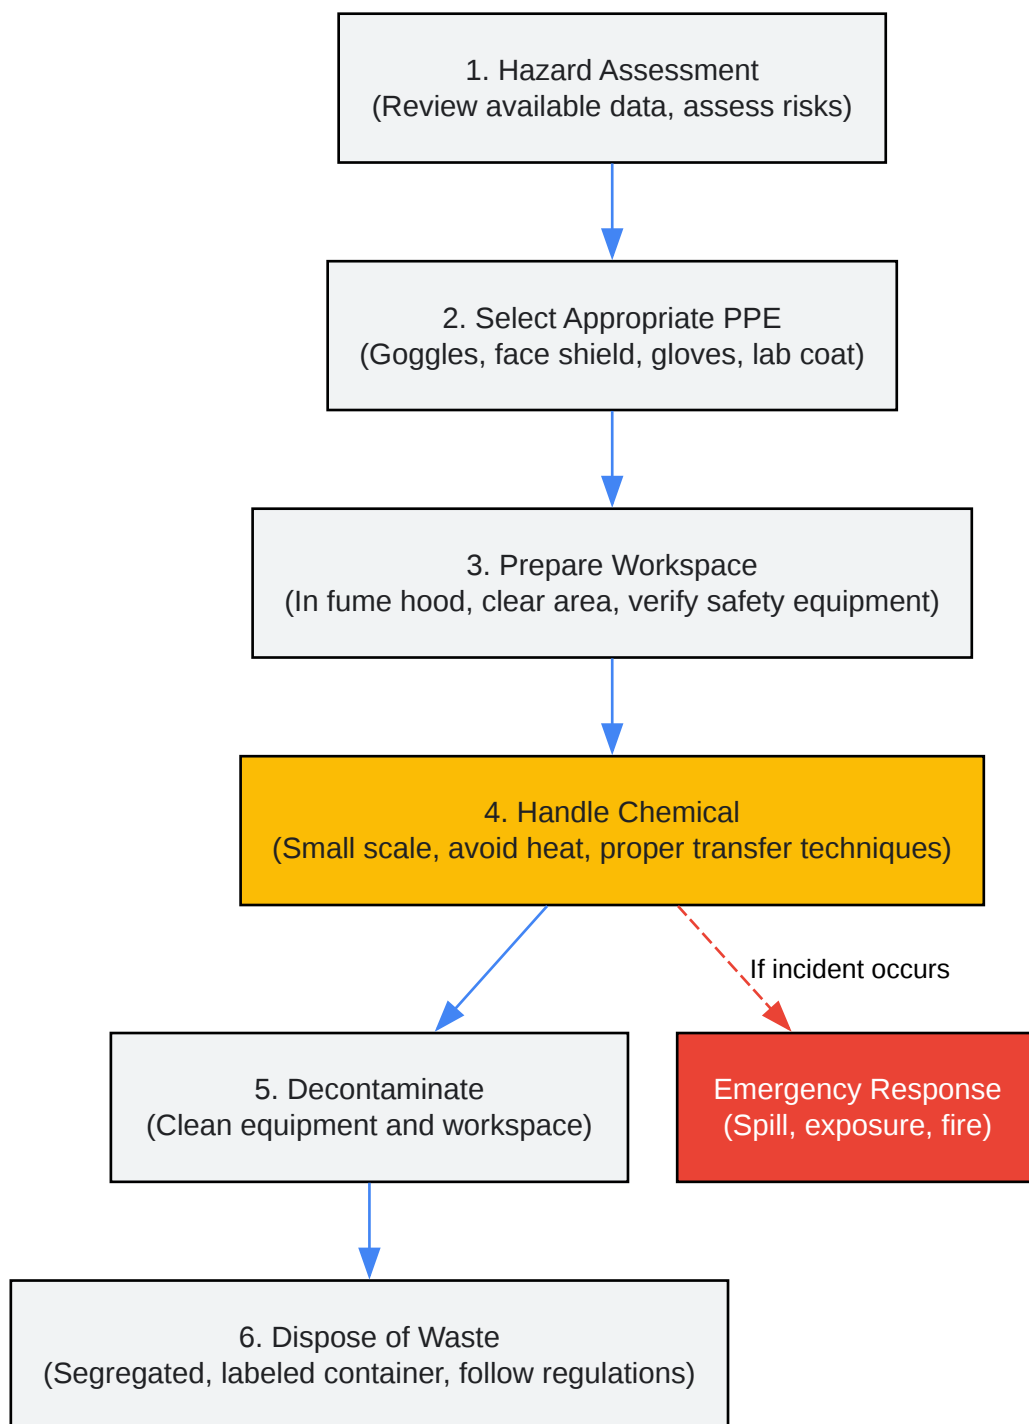 1. Hazard Assessment
(Review available data, assess risks)
2. Select Appropriate PPE
(Goggles, face shield, gloves, lab coat)
3. Prepare Workspace
(In fume hood, clear area, verify safety equipment)
4. Handle Chemical
(Small scale, avoid heat, proper transfer techniques)
If incident occurs
5. Decontaminate
(Clean equipment and workspace)
Emergency Response
(Spill, exposure, fire)
6. Dispose of Waste
(Segregated, labeled container, follow regulations)